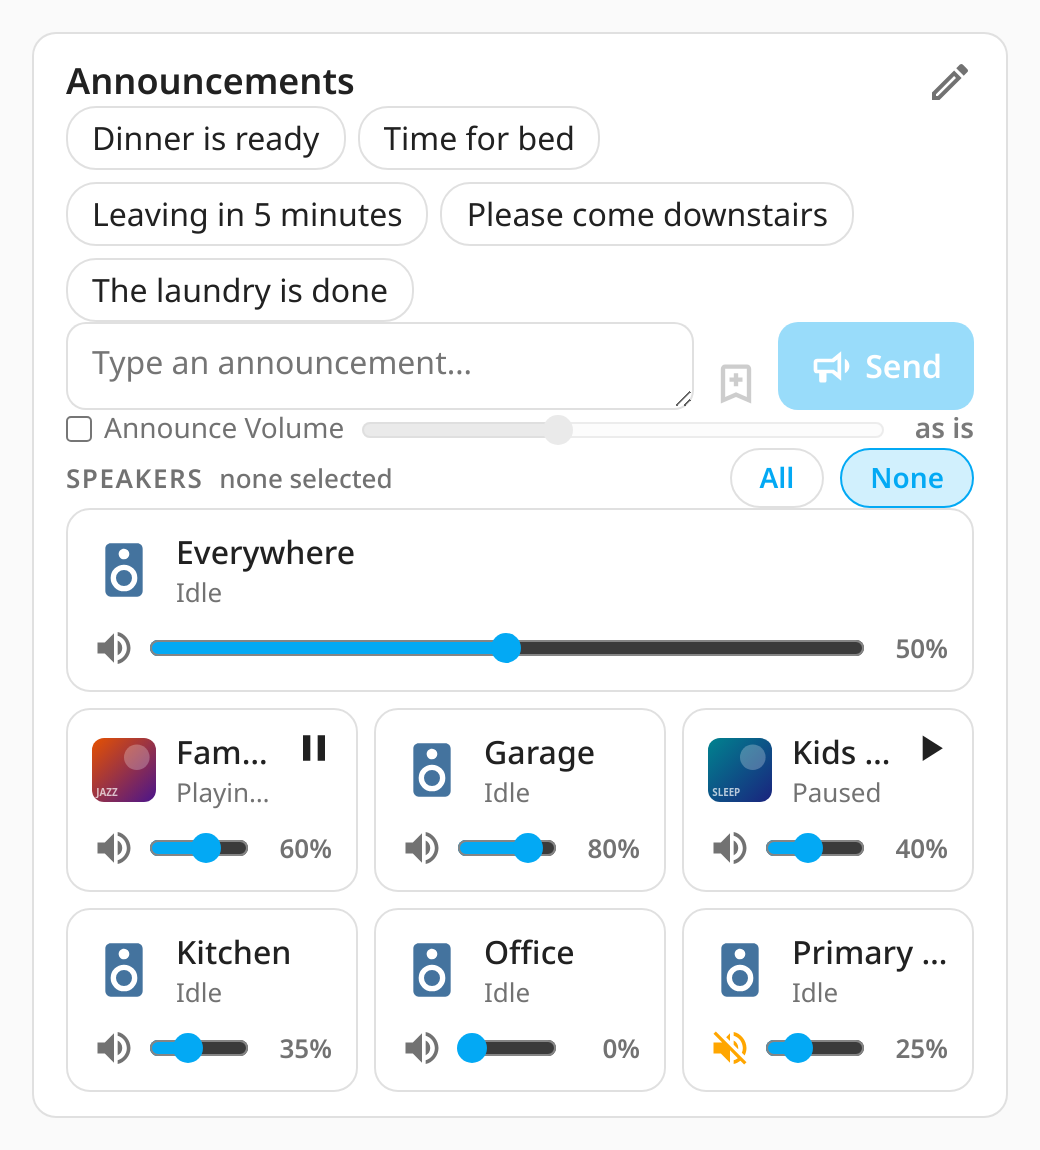 Announcements
Dinner is ready
Time for bed
Leaving in 5 minutes
Please come downstairs
The laundry is done
Type an announcement...
Send
Announce Volume
as is
SPEAKERS none selected
All
None
Everywhere
Idle
50%
Fam...
Playin...
JAZZ
60%
Garage
Idle
80%
Kids ...
Paused
SLEEP
40%
Kitchen
Idle
35%
Office
Idle
0%
Primary ...
Idle
25%